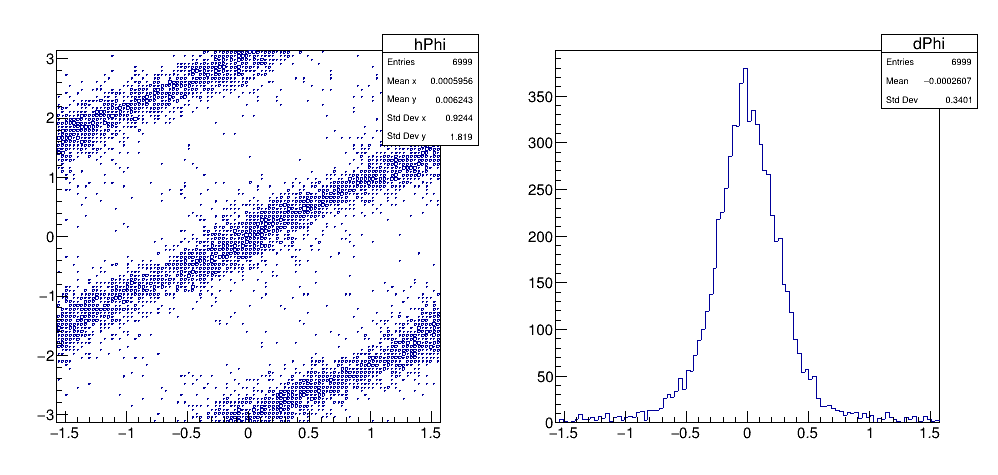 hPhi
Entries 6999
Mean x 0.0005956
Mean y 0.006243
Std Dev x 0.9244
Std Dev y 1.819
3
2
1
0
−1
−2
−3
−1.5 −1 −0.5 0 0.5 1 1.5
dPhi
Entries 6999
Mean −0.0002607
Std Dev 0.3401
350
300
250
200
150
100
50
0
−1.5 −1 −0.5 0 0.5 1 1.5